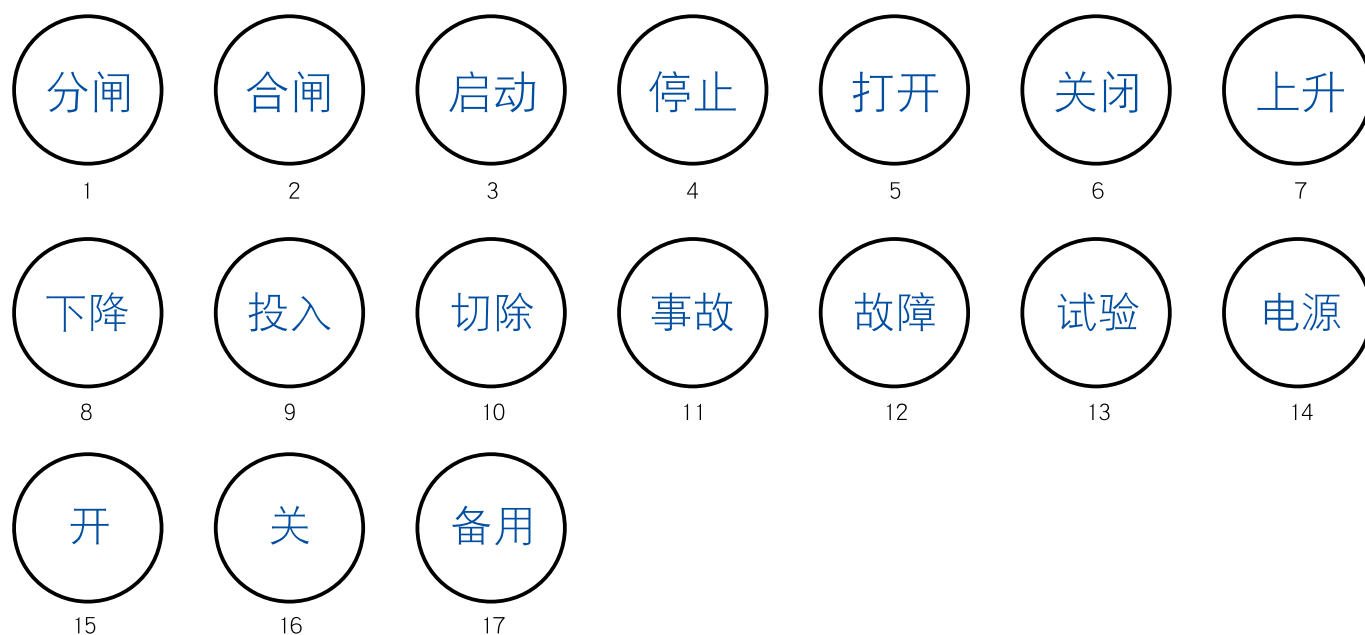 分闸 合闸 启动 停止 打开 关闭 上升
1 2 3 4 5 6 7
下降 投入 切除 事故 故障 试验 电源
8 9 10 11 12 13 14
开 关 备用
15 16 17